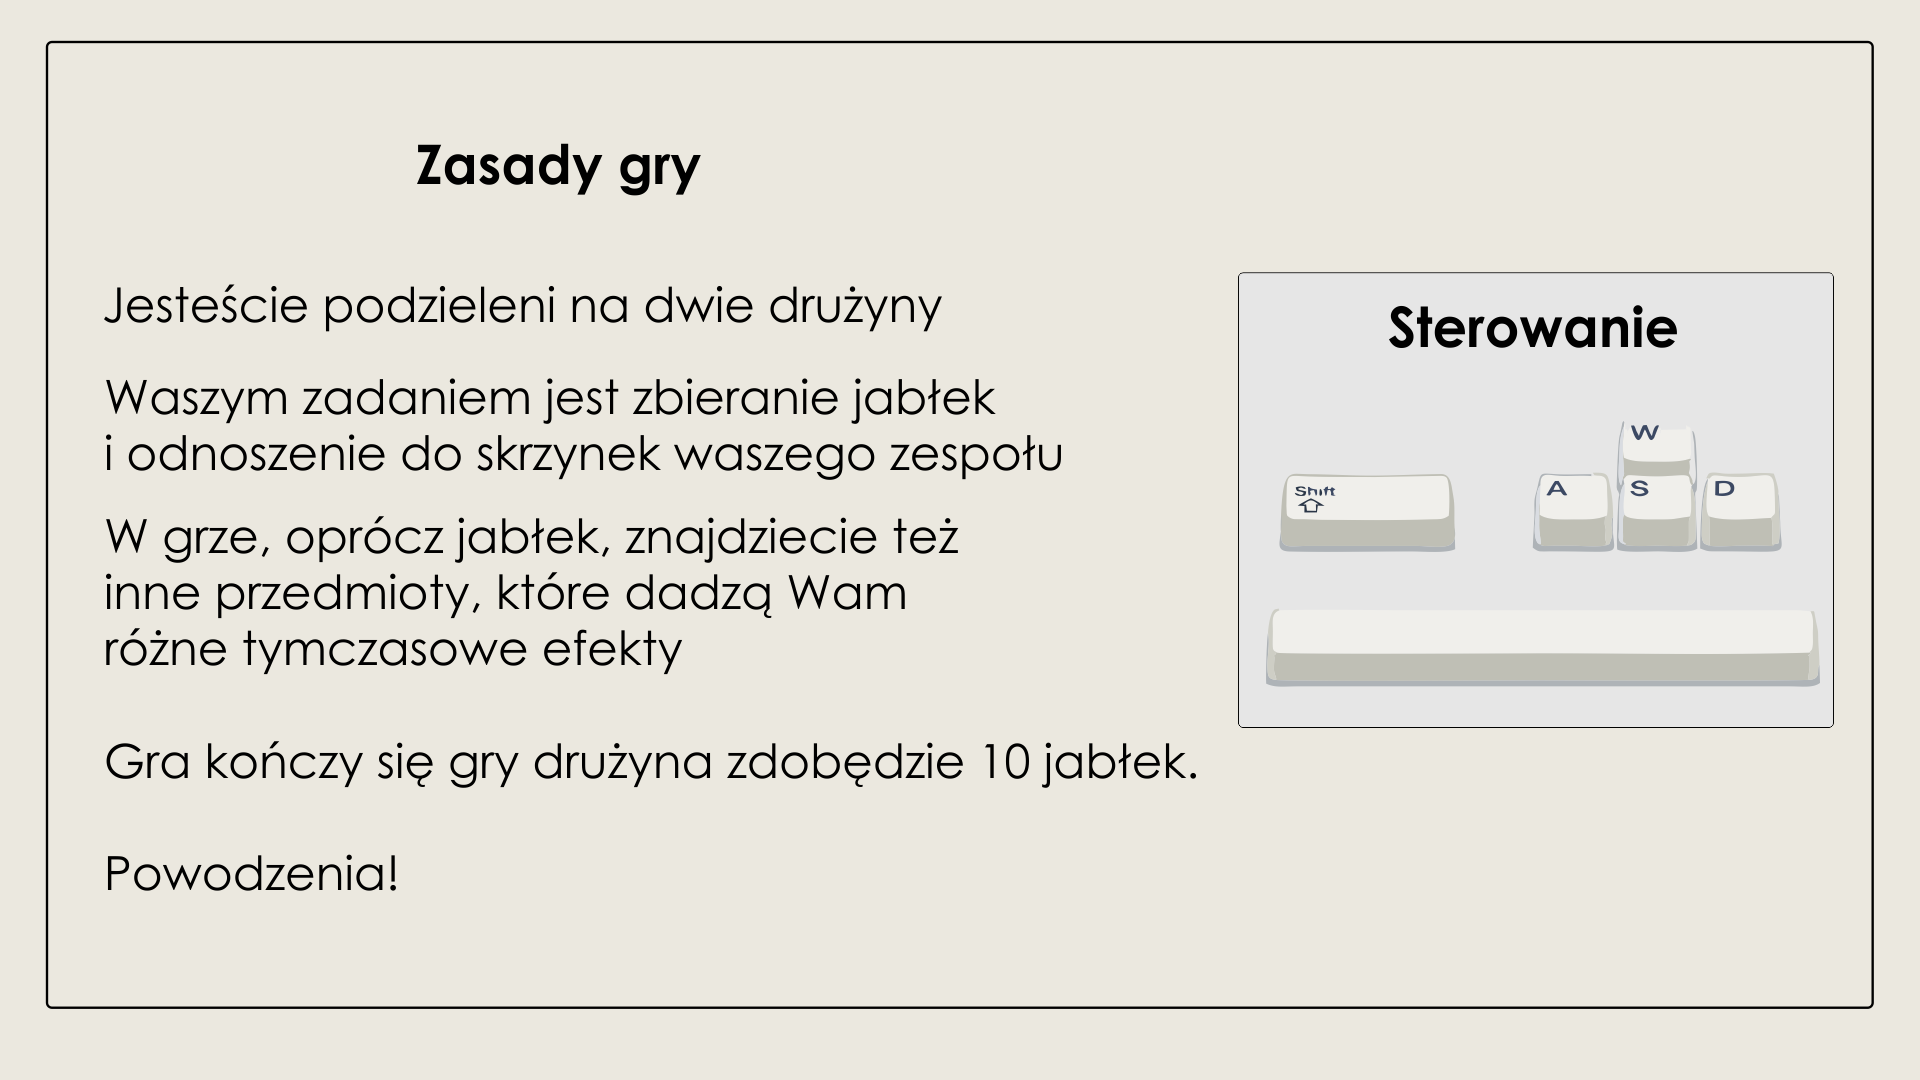 Zasady gry
Jesteście podzieleni na dwie drużyny
Waszym zadaniem jest zbieranie jabłek
i odnoszenie do skrzynek waszego zespołu
W grze, oprócz jabłek, znajdziecie też
inne przedmioty, które dadzą Wam
różne tymczasowe efekty
Gra kończy się gry drużyna zdobędzie 10 jabłek.
Powodzenia!
Sterowanie
W
Shift
A S D